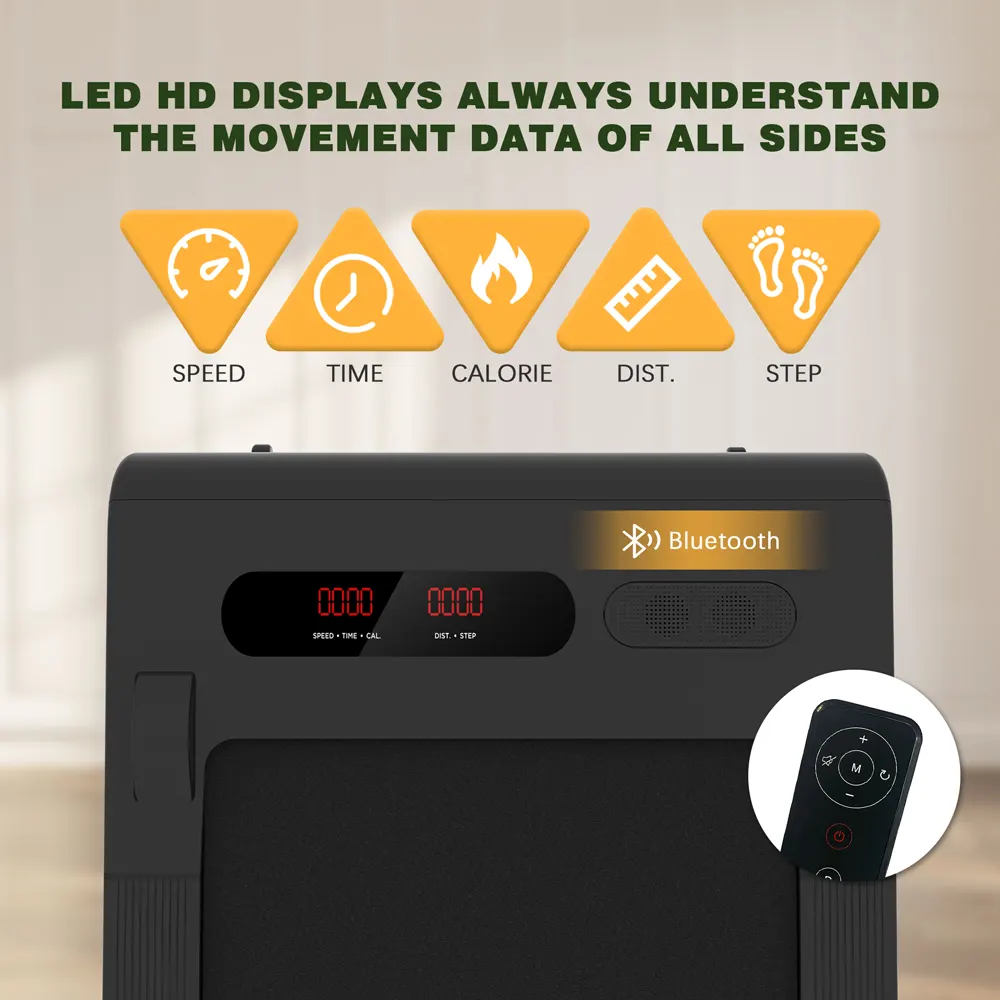 LED HD DISPLAYS ALWAYS UNDERSTAND
THE MOVEMENT DATA OF ALL SIDES
SPEED
TIME
CALORIE
DIST.
STEP
Bluetooth
0000
0000
SPEED • TIME • CAL.
DIST. • STEP
+
M
−